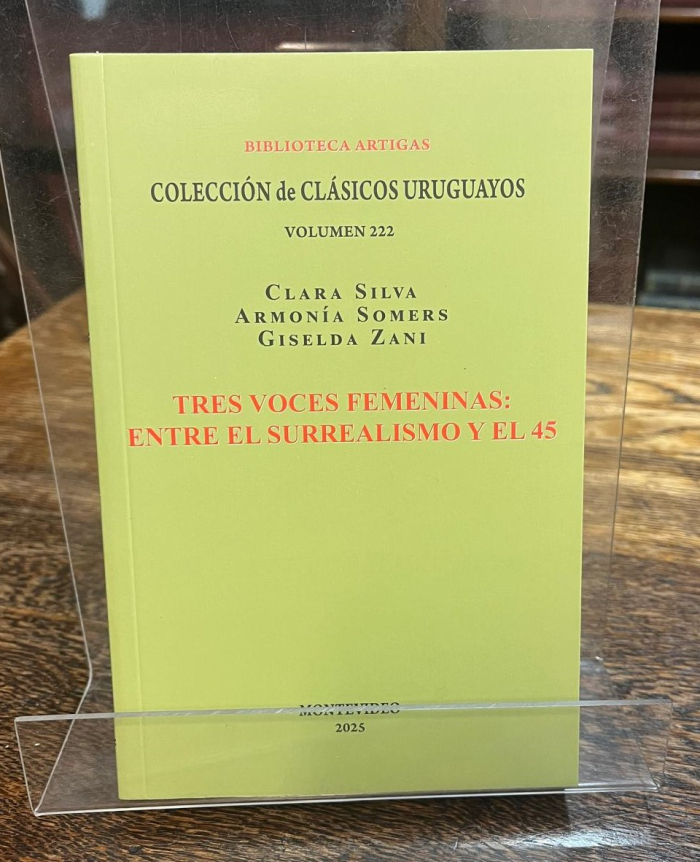 BIBLIOTECA ARTIGAS
COLECCIÓN de CLÁSICOS URUGUAYOS
VOLUMEN 222
CLARA SILVA
ARMONÍA SOMERS
GISELDA ZANI
TRES VOCES FEMENINAS:
ENTRE EL SURREALISMO Y EL 45
MONTEVIDEO
2025